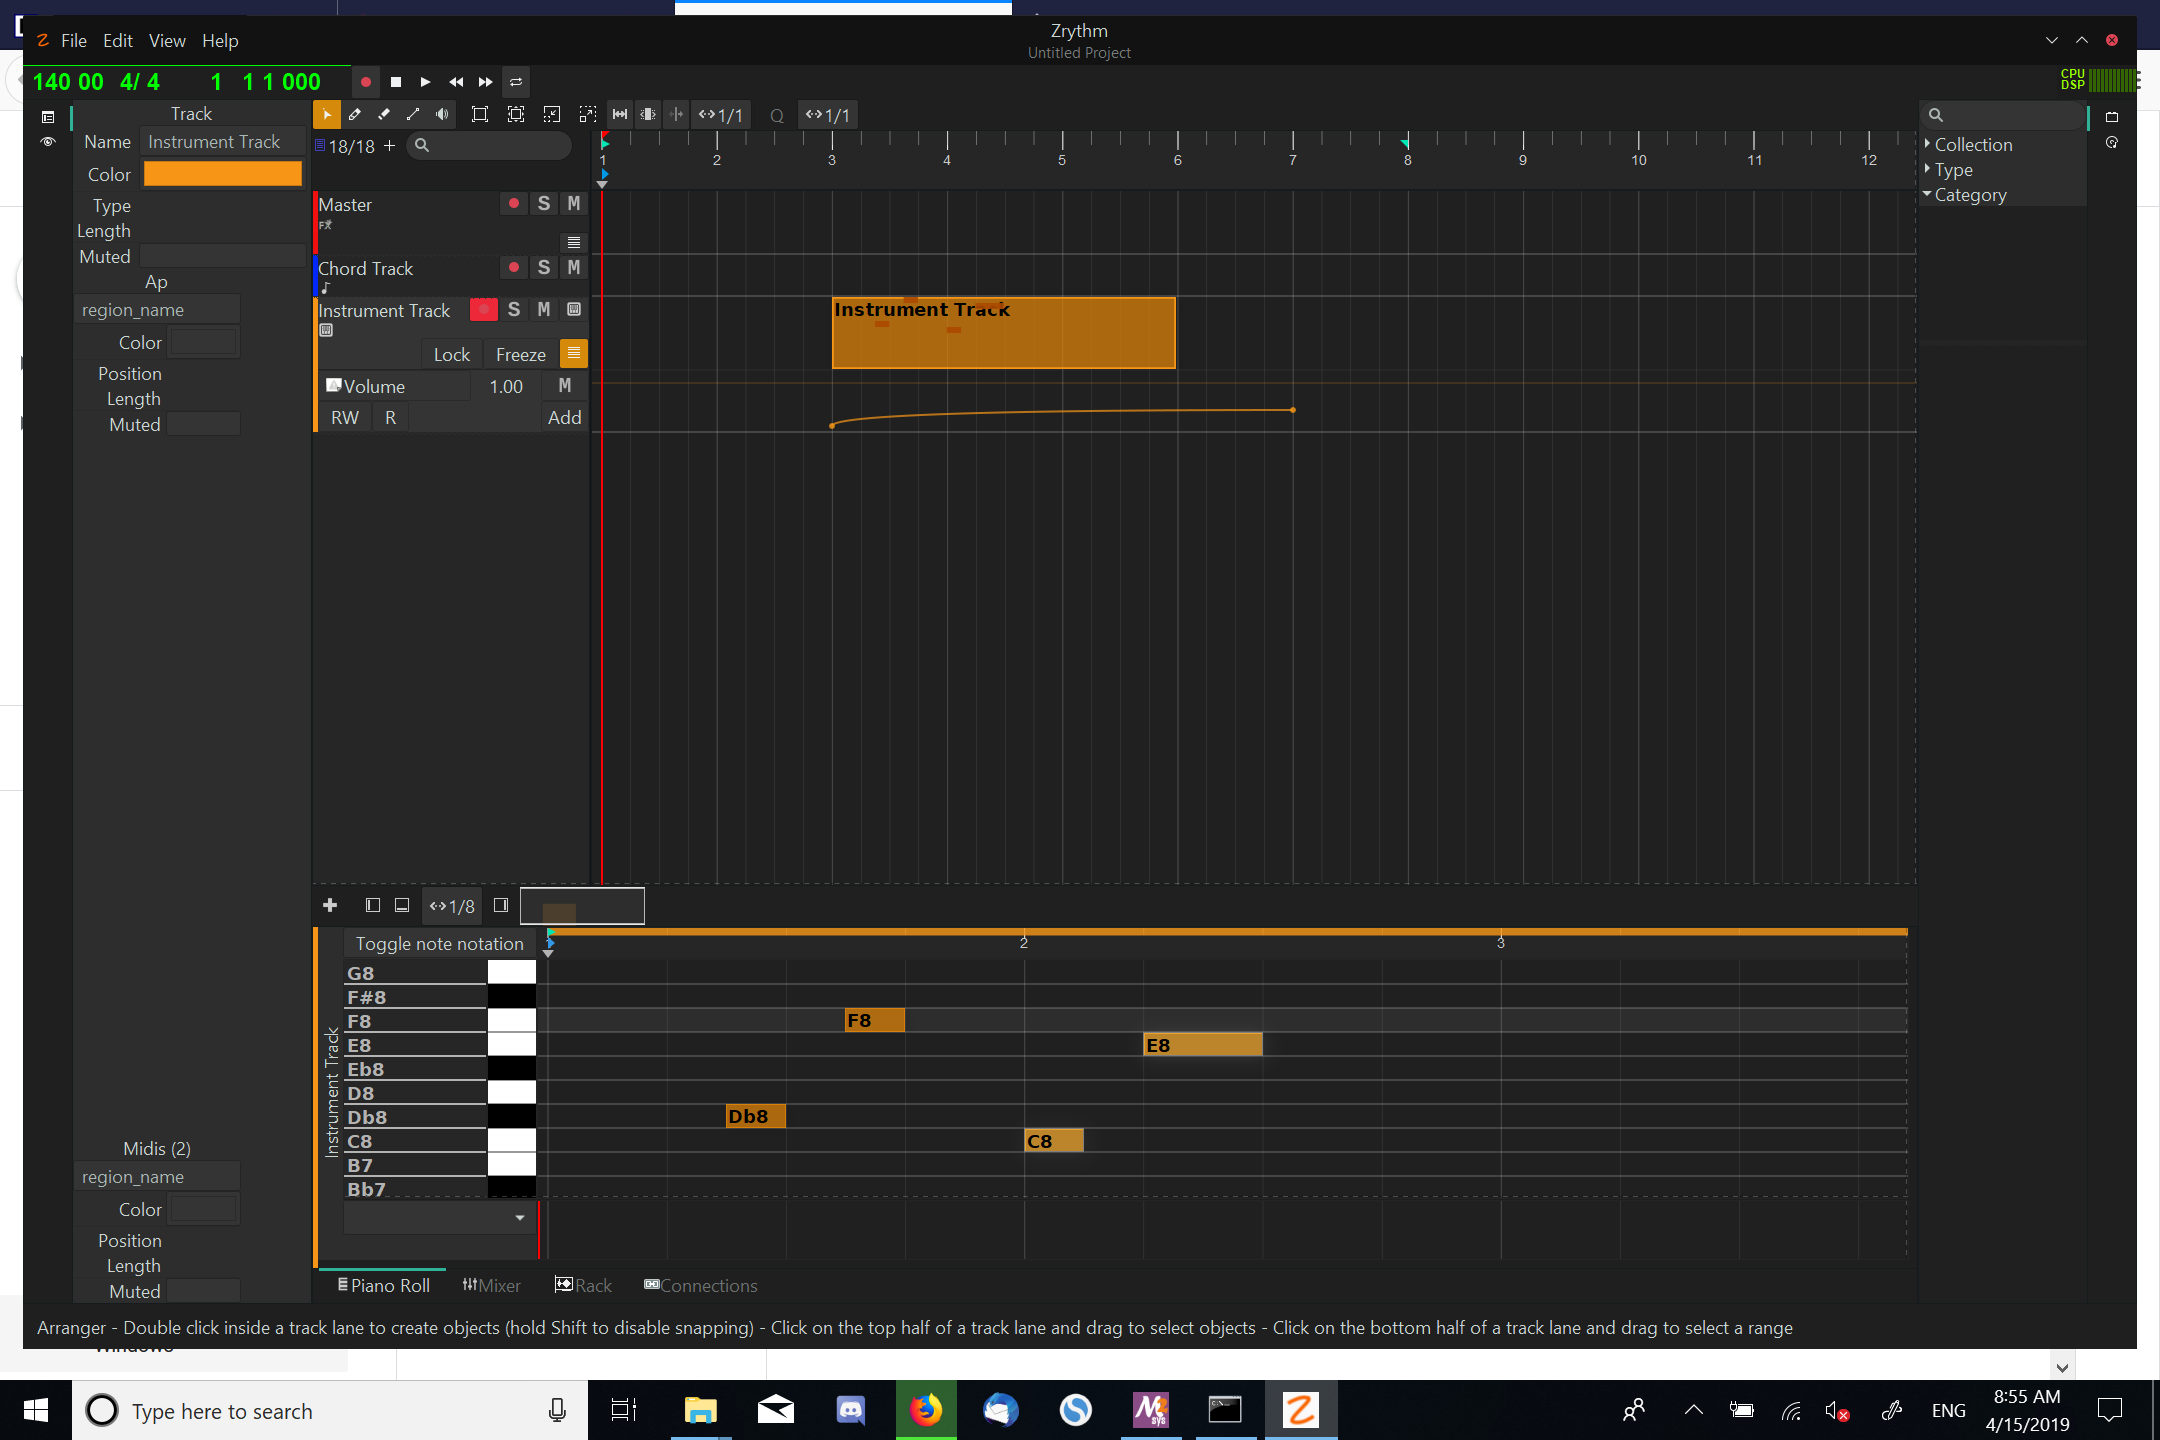 File Edit View Help
Zrythm
Untitled Project
140 00 4/ 4 1 1 1 000
CPU
DSP
Track
Name Instrument Track
Color
Type
Length
Muted
Ap
region_name
Color
Position
Length
Muted
Midis (2)
region_name
Color
Position
Length
Muted
1/1 Q 1/1
18/18 +
1 2 3 4 5 6 7 8 9 10 11 12
Master S M
F#
Chord Track S M
Instrument Track S M
Lock Freeze
Volume 1.00 M
RW R Add
Instrument Track
Collection
Type
Category
1/8
Toggle note notation
2 3
Instrument Track
G8
F#8
F8 F8
E8 E8
Eb8
D8
Db8 Db8
C8 C8
B7
Bb7
Piano Roll Mixer Rack Connections
Arranger - Double click inside a track lane to create objects (hold Shift to disable snapping) - Click on the top half of a track lane and drag to select objects - Click on the bottom half of a track lane and drag to select a range
Type here to search
M2
sys
ENG
8:55 AM
4/15/2019